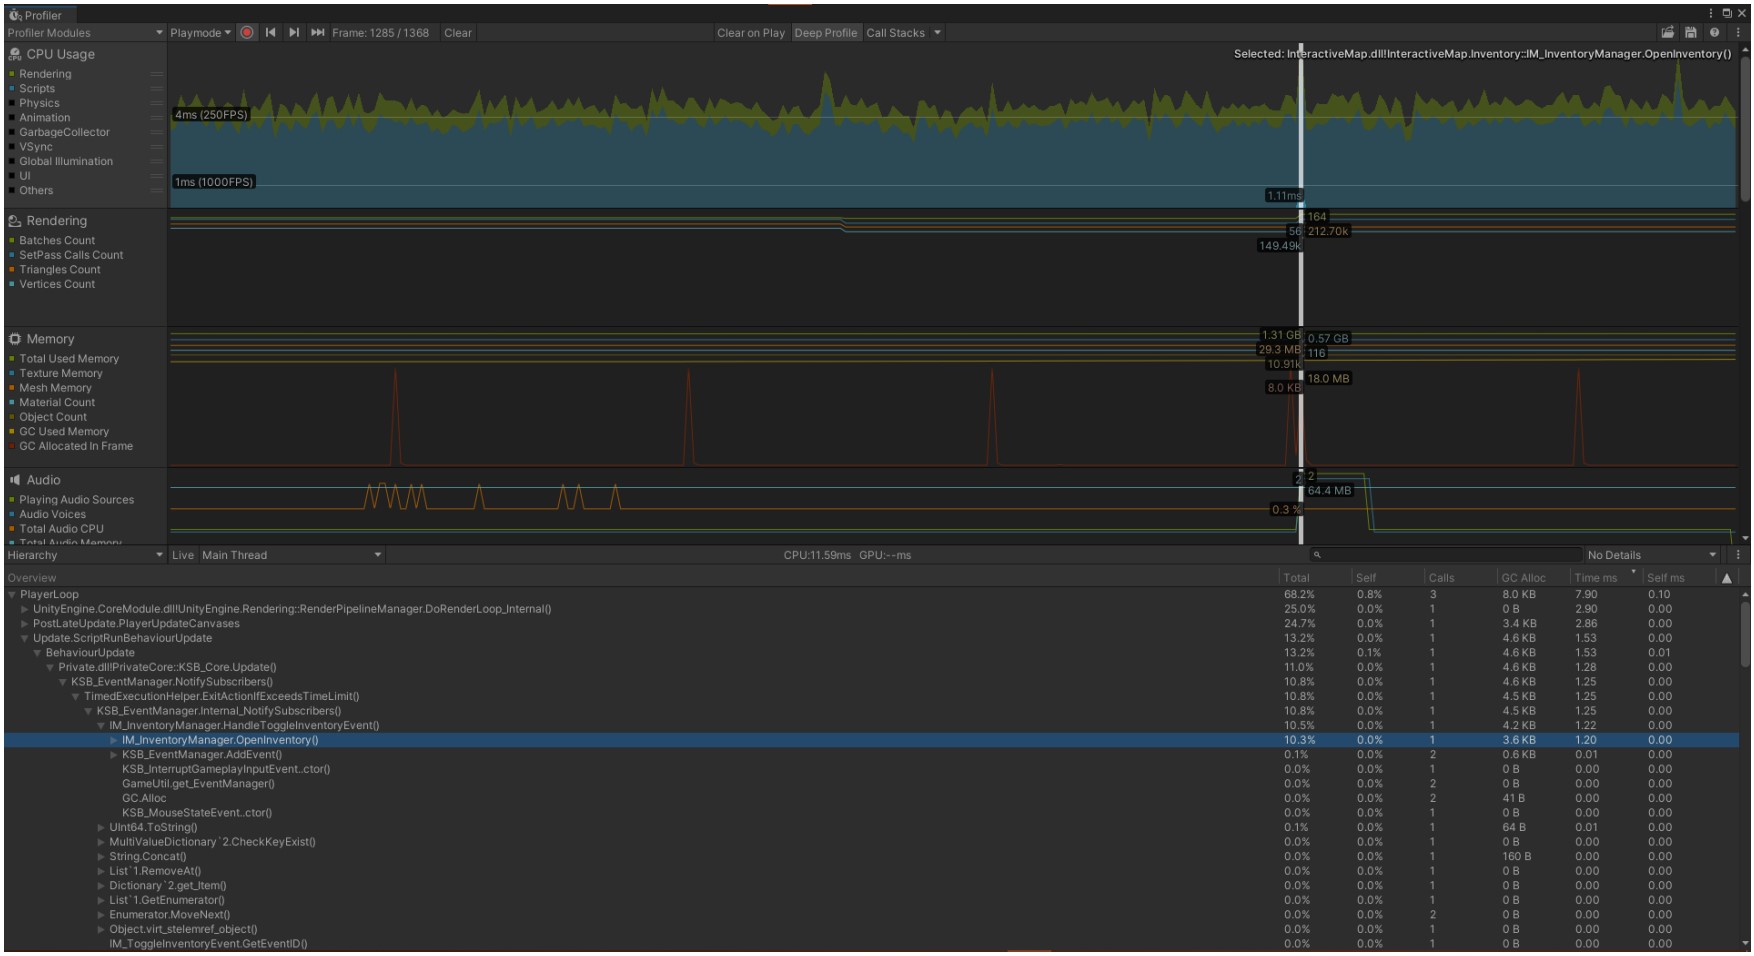 Profiler
Profiler Modules Playmode Frame: 1285 / 1368 Clear Clear on Play Deep Profile Call Stacks
CPU Usage
Selected: InteractiveMap.dll!InteractiveMap.Inventory::IM_InventoryManager.OpenInventory()
Rendering
Scripts
Physics
Animation
GarbageCollector
VSync
Global Illumination
UI
Others
4ms (250FPS)
1ms (1000FPS)
1.11ms
Rendering
Batches Count
SetPass Calls Count
Triangles Count
Vertices Count
164
56 212.70k
149.49k
Memory
Total Used Memory
Texture Memory
Mesh Memory
Material Count
Object Count
GC Used Memory
GC Allocated In Frame
1.31 GB 0.57 GB
29.3 MB 116
10.91k
18.0 MB
8.0 KB
Audio
Playing Audio Sources
Audio Voices
Total Audio CPU
Total Audio Memory
2 2
64.4 MB
0.3 %
Hierarchy Live Main Thread CPU:11.59ms GPU:--ms No Details
Overview Total Self Calls GC Alloc Time ms Self ms
PlayerLoop 68.2% 0.8% 3 8.0 KB 7.90 0.10
UnityEngine.CoreModule.dll!UnityEngine.Rendering::RenderPipelineManager.DoRenderLoop_Internal() 25.0% 0.0% 1 0 B 2.90 0.00
PostLateUpdate.PlayerUpdateCanvases 24.7% 0.0% 1 3.4 KB 2.86 0.00
Update.ScriptRunBehaviourUpdate 13.2% 0.0% 1 4.6 KB 1.53 0.00
BehaviourUpdate 13.2% 0.1% 1 4.6 KB 1.53 0.01
Private.dll!PrivateCore::KSB_Core.Update() 11.0% 0.0% 1 4.6 KB 1.28 0.00
KSB_EventManager.NotifySubscribers() 10.8% 0.0% 1 4.6 KB 1.25 0.00
TimedExecutionHelper.ExitActionIfExceedsTimeLimit() 10.8% 0.0% 1 4.5 KB 1.25 0.00
KSB_EventManager.Internal_NotifySubscribers() 10.8% 0.0% 1 4.5 KB 1.25 0.00
IM_InventoryManager.HandleToggleInventoryEvent() 10.5% 0.0% 1 4.2 KB 1.22 0.00
IM_InventoryManager.OpenInventory() 10.3% 0.0% 1 3.6 KB 1.20 0.00
KSB_EventManager.AddEvent() 0.1% 0.0% 2 0.6 KB 0.01 0.00
KSB_InterruptGameplayInputEvent..ctor() 0.0% 0.0% 1 0 B 0.00 0.00
GameUtil.get_EventManager() 0.0% 0.0% 2 0 B 0.00 0.00
GC.Alloc 0.0% 0.0% 2 41 B 0.00 0.00
KSB_MouseStateEvent..ctor() 0.0% 0.0% 1 0 B 0.00 0.00
UInt64.ToString() 0.1% 0.0% 1 64 B 0.01 0.00
MultiValueDictionary`2.CheckKeyExist() 0.0% 0.0% 1 0 B 0.00 0.00
String.Concat() 0.0% 0.0% 1 160 B 0.00 0.00
List`1.RemoveAt() 0.0% 0.0% 1 0 B 0.00 0.00
Dictionary`2.get_Item() 0.0% 0.0% 1 0 B 0.00 0.00
List`1.GetEnumerator() 0.0% 0.0% 1 0 B 0.00 0.00
Enumerator.MoveNext() 0.0% 0.0% 2 0 B 0.00 0.00
Object.virt_stelemref_object() 0.0% 0.0% 1 0 B 0.00 0.00
IM_ToggleInventoryEvent.GetEventID() 0.0% 0.0% 1 0 B 0.00 0.00